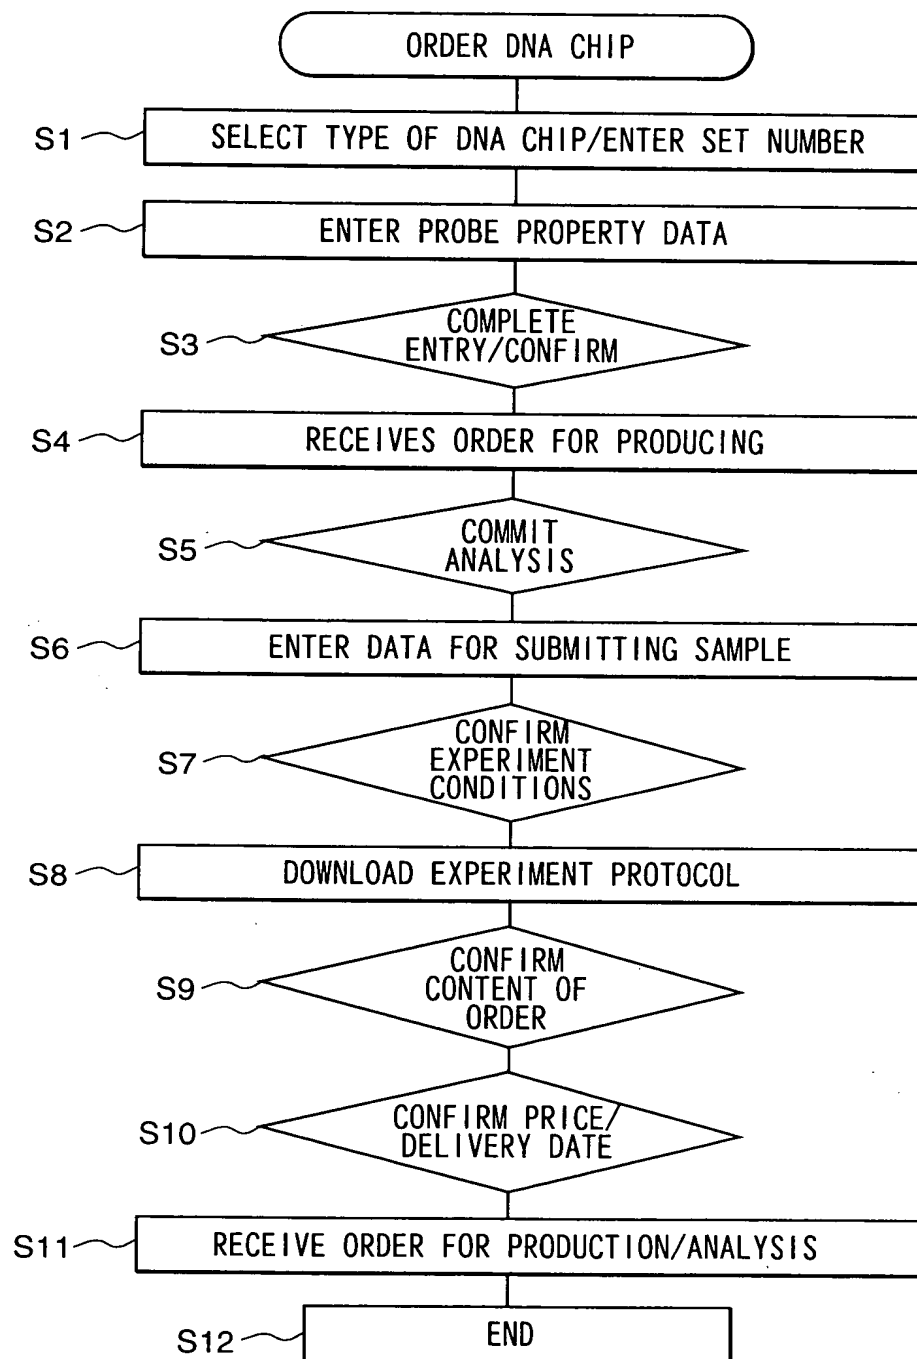 ORDER DNA CHIP
S1
SELECT TYPE OF DNA CHIP/ENTER SET NUMBER
S2
ENTER PROBE PROPERTY DATA
S3
COMPLETE
ENTRY/CONFIRM
S4
RECEIVES ORDER FOR PRODUCING
S5
COMMIT
ANALYSIS
S6
ENTER DATA FOR SUBMITTING SAMPLE
S7
CONFIRM
EXPERIMENT
CONDITIONS
S8
DOWNLOAD EXPERIMENT PROTOCOL
S9
CONFIRM
CONTENT OF
ORDER
S10
CONFIRM PRICE/
DELIVERY DATE
S11
RECEIVE ORDER FOR PRODUCTION/ANALYSIS
S12
END